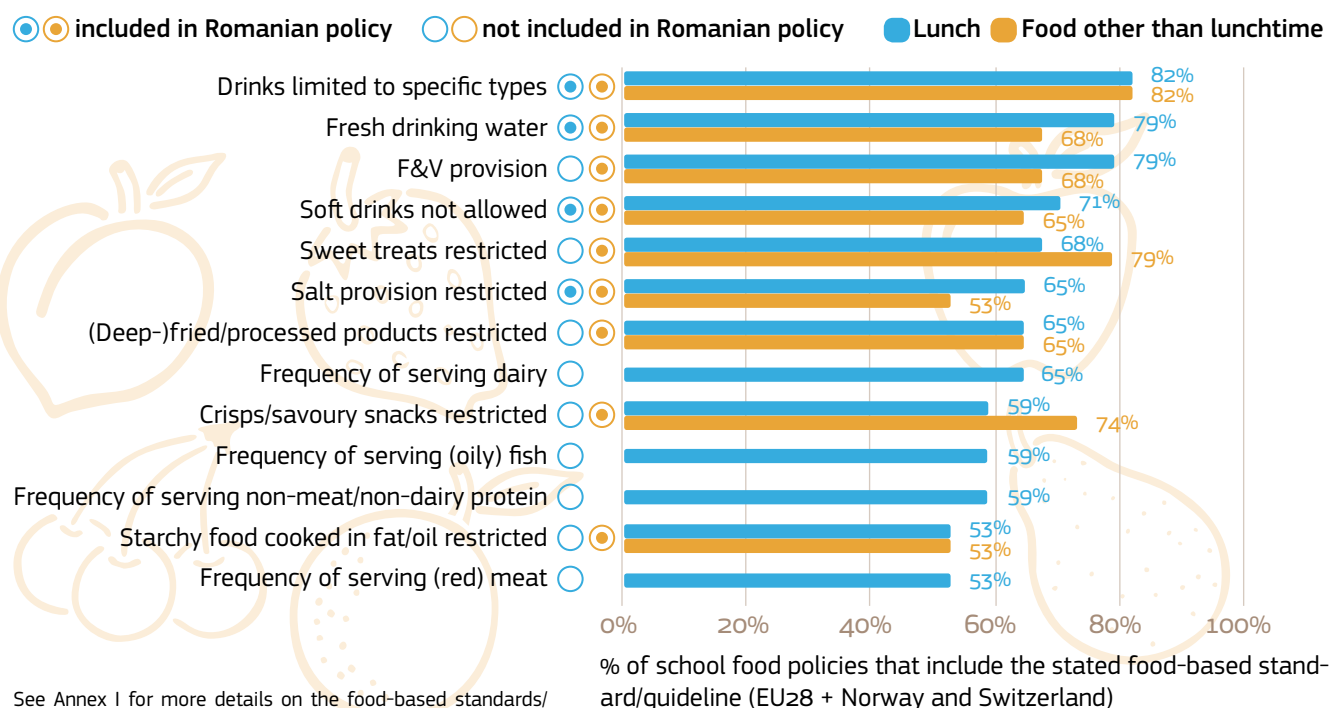 included in Romanian policy not included in Romanian policy Lunch Food other than lunchtime
Drinks limited to specific types 82% 82%
Fresh drinking water 79% 68%
F&V provision 79% 68%
Soft drinks not allowed 71% 65%
Sweet treats restricted 68% 79%
Salt provision restricted 65% 53%
(Deep-)fried/processed products restricted 65% 65%
Frequency of serving dairy 65%
Crisps/savoury snacks restricted 59% 74%
Frequency of serving (oily) fish 59%
Frequency of serving non-meat/non-dairy protein 59%
Starchy food cooked in fat/oil restricted 53% 53%
Frequency of serving (red) meat 53%
0% 20% 40% 60% 80% 100%
% of school food policies that include the stated food-based stand-
ard/guideline (EU28 + Norway and Switzerland)
See Annex I for more details on the food-based standards/